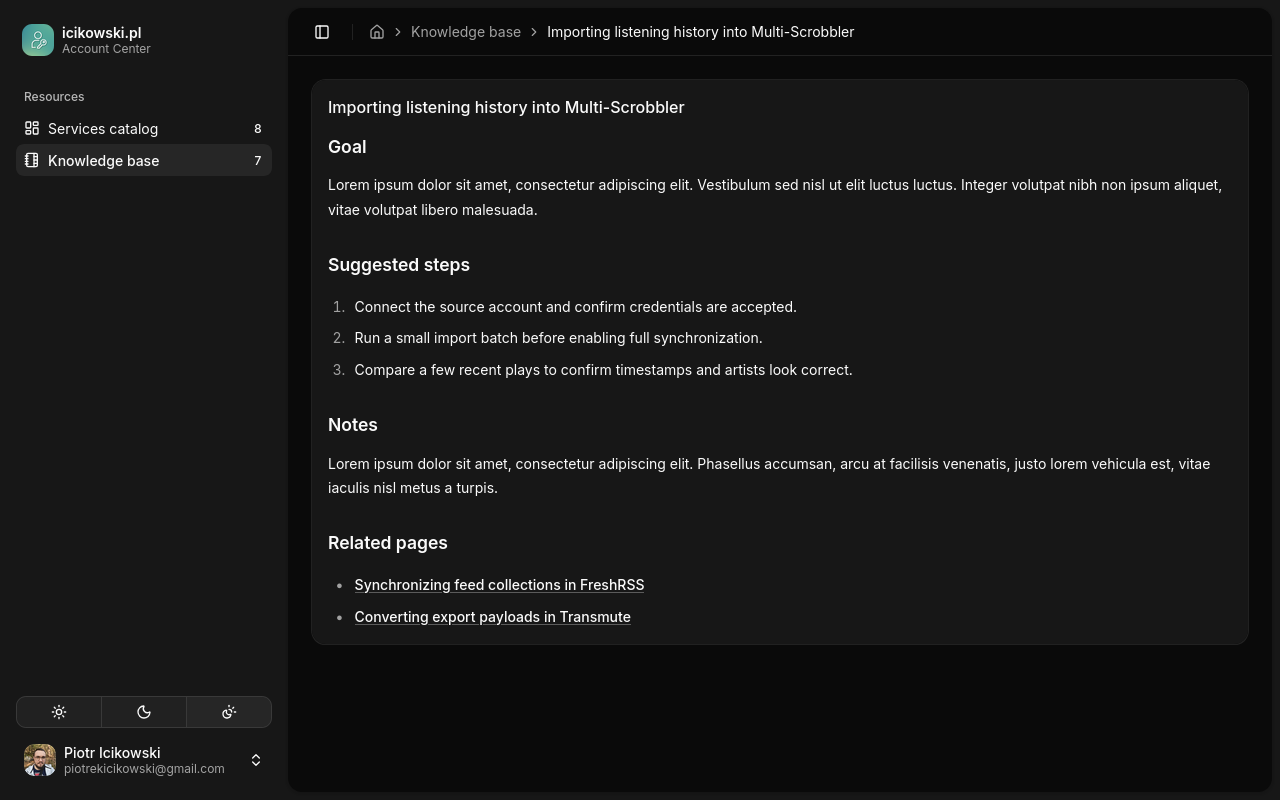 icikowski.pl
Account Center
Resources
Services catalog 8
Knowledge base 7
Piotr Icikowski
piotrekicikowski@gmail.com
Knowledge base
Importing listening history into Multi-Scrobbler
Importing listening history into Multi-Scrobbler
Goal
Lorem ipsum dolor sit amet, consectetur adipiscing elit. Vestibulum sed nisl ut elit luctus luctus. Integer volutpat nibh non ipsum aliquet,
vitae volutpat libero malesuada.
Suggested steps
1. Connect the source account and confirm credentials are accepted.
2. Run a small import batch before enabling full synchronization.
3. Compare a few recent plays to confirm timestamps and artists look correct.
Notes
Lorem ipsum dolor sit amet, consectetur adipiscing elit. Phasellus accumsan, arcu at facilisis venenatis, justo lorem vehicula est, vitae
iaculis nisl metus a turpis.
Related pages
• Synchronizing feed collections in FreshRSS
• Converting export payloads in Transmute